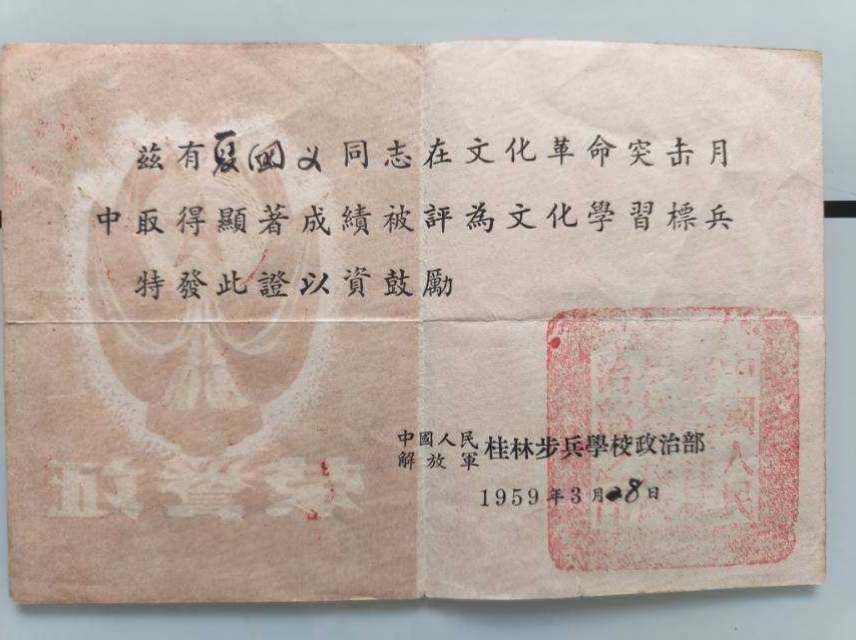 兹有夏国义同志在文化革命突击月
中取得顯著成績被評為文化學習標兵
特發此證以資鼓勵
中國人民
解放軍
桂林步兵學校政治部
1959年3月28日